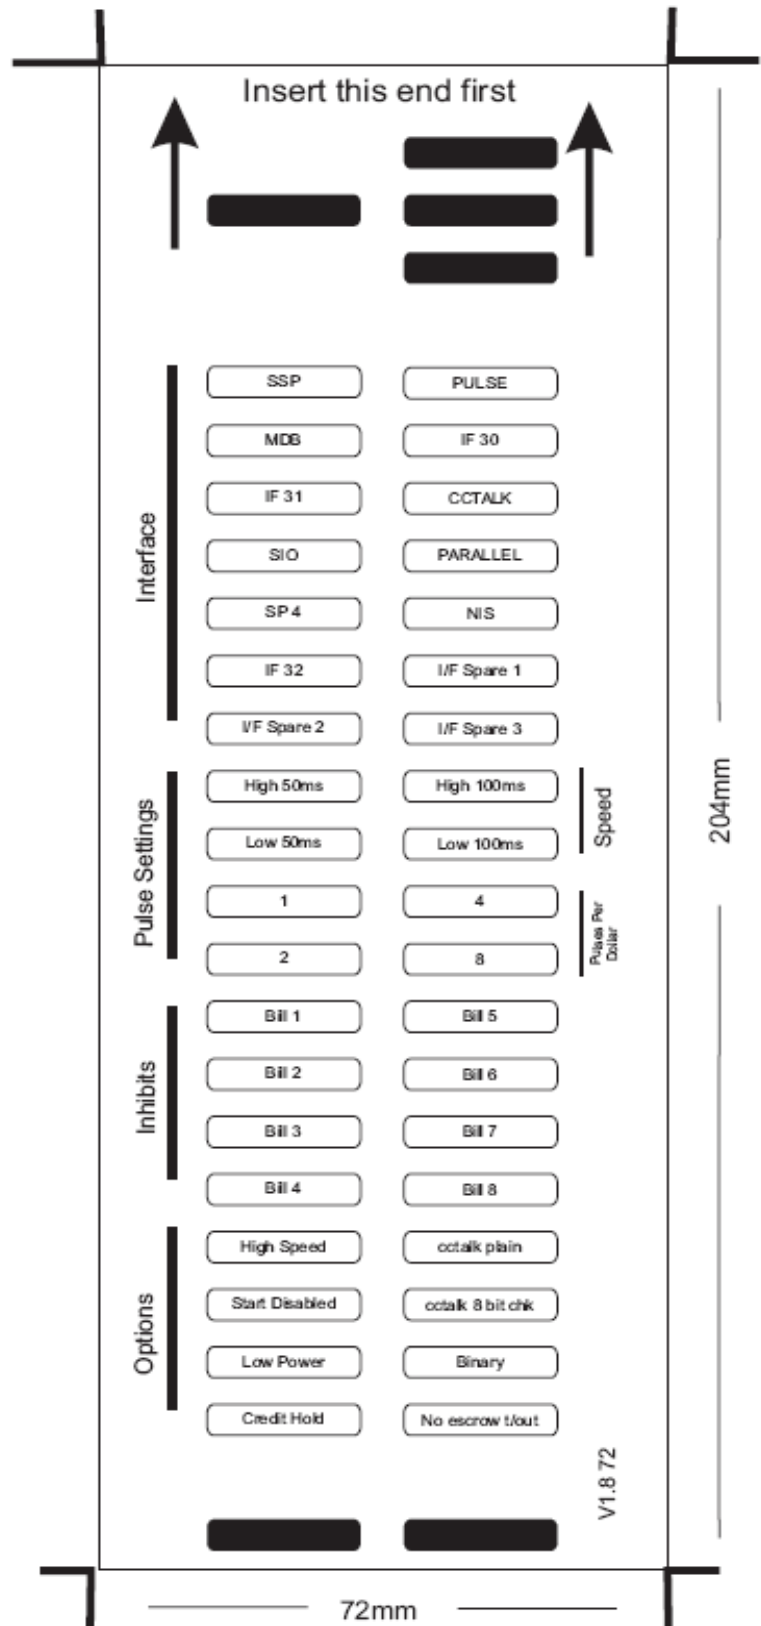 Insert this end first
SSP PULSE
MDB IF 30
IF 31 CCTALK
SIO PARALLEL
SP 4 NIS
IF 32 I/F Spare 1
I/F Spare 2 I/F Spare 3
Interface
High 50ms High 100ms
Low 50ms Low 100ms
Speed
1 4
2 8
Pulses Per
Dollar
Pulse Settings
Bill 1 Bill 5
Bill 2 Bill 6
Bill 3 Bill 7
Bill 4 Bill 8
Inhibits
High Speed cctalk plain
Start Disabled cctalk 8 bit chk
Low Power Binary
Credit Hold No escrow t/out
Options
V1.8 72
204mm
72mm